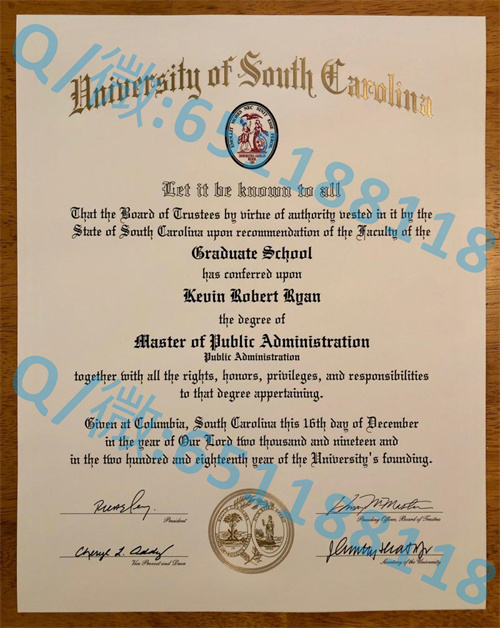 University of South Carolina
Let it be known to all
That the Board of Trustees by virtue of authority vested in it by the
State of South Carolina upon recommendation of the Faculty of the
Graduate School
has conferred upon
Kevin Robert Ryan
the degree of
Master of Public Administration
Public Administration
together with all the rights, honors, privileges, and responsibilities
to that degree appertaining.
Given at Columbia, South Carolina this 16th day of December
in the year of Our Lord two thousand and nineteen and
in the two hundred and eighteenth year of the University's founding.
President
Presiding Officer, Board of Trustees
Cheryl L. Addy
Vice Provost and Dean
Secretary of the University
Q/微:651188118
Q/微:651188118